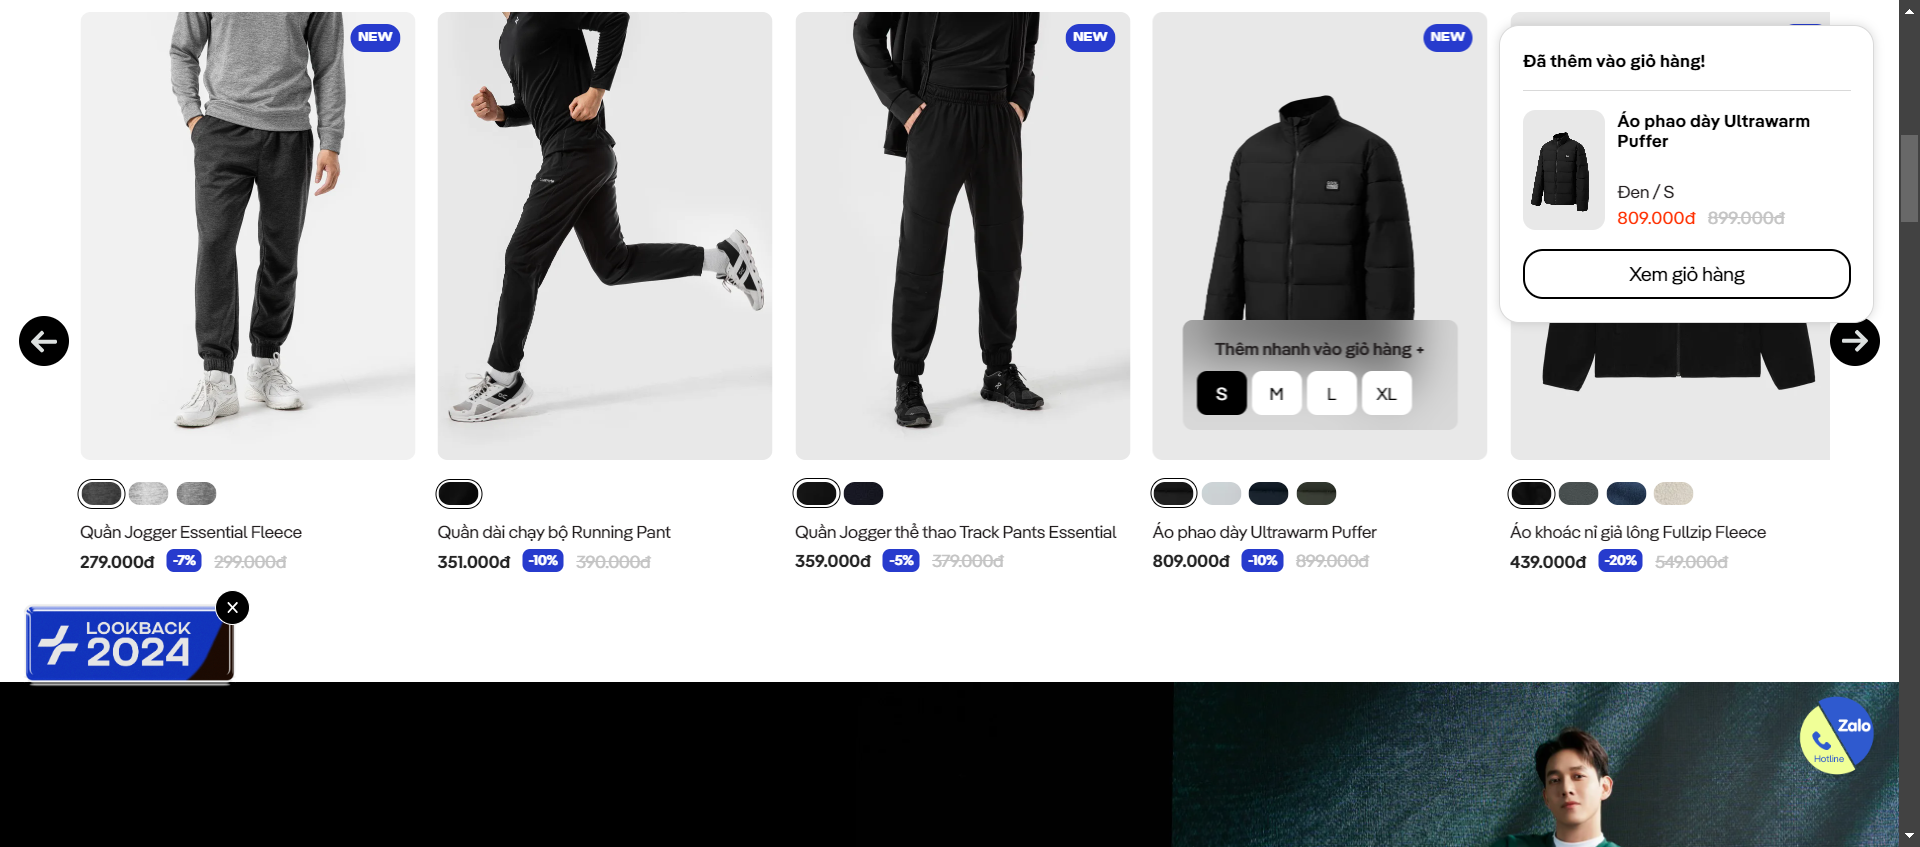 NEW
NEW
NEW
Đã thêm vào giỏ hàng!
Áo phao dày Ultrawarm
Puffer
Đen / S
809.000đ 899.000đ
Xem giỏ hàng
Thêm nhanh vào giỏ hàng +
S M L XL
Quần Jogger Essential Fleece
279.000đ -7% 299.000đ
Quần dài chạy bộ Running Pant
351.000đ -10% 390.000đ
Quần Jogger thể thao Track Pants Essential
359.000đ -5% 379.000đ
Áo phao dày Ultrawarm Puffer
809.000đ -10% 899.000đ
Áo khoác nỉ giả lông Fullzip Fleece
439.000đ -20% 549.000đ
LOOKBACK
2024
Zalo
Hotline